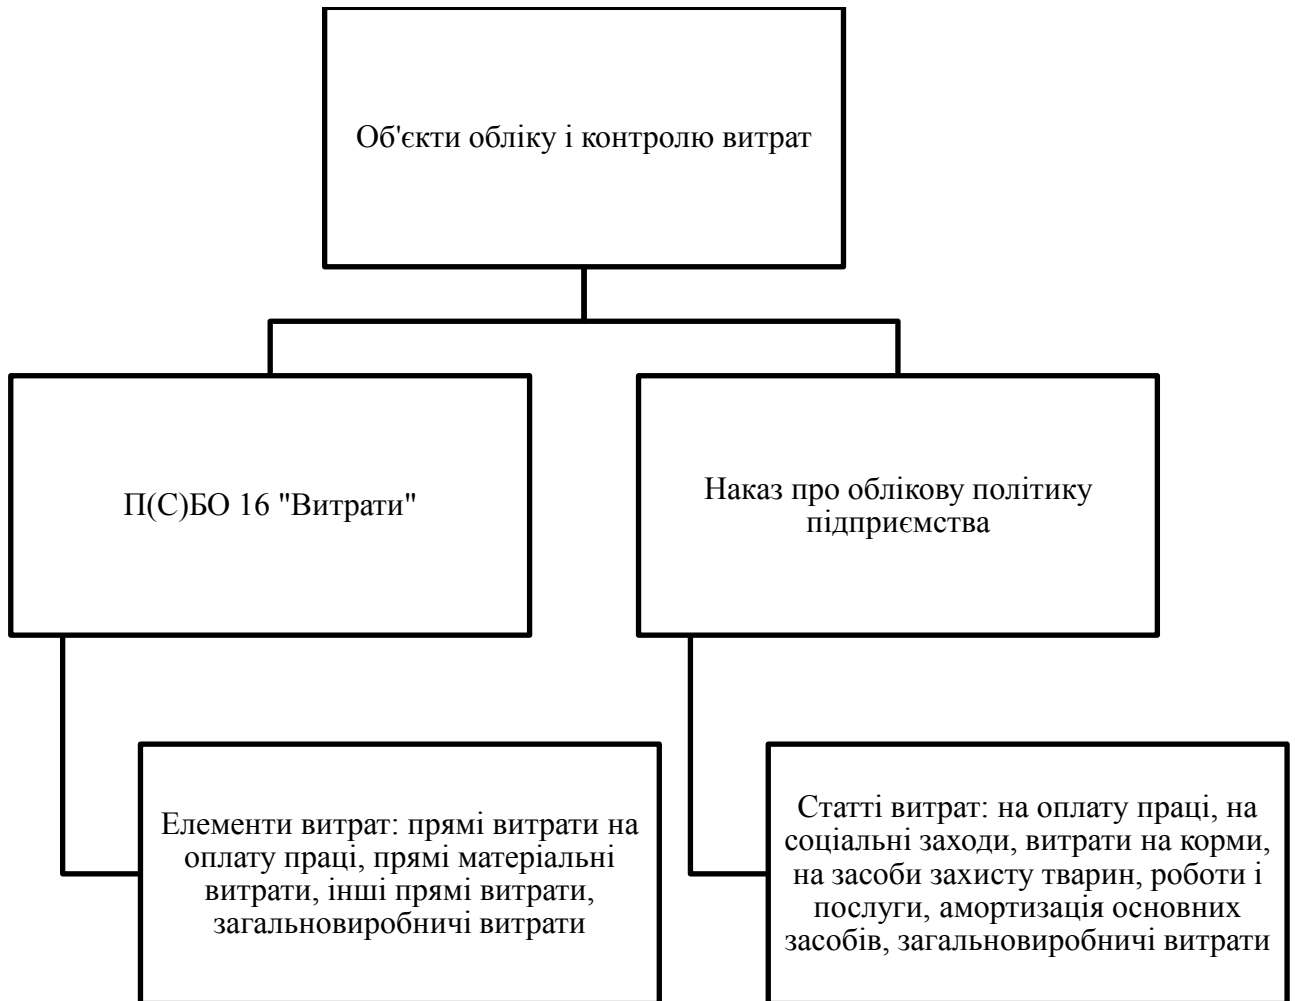 Об'єкти обліку і контролю витрат
П(С)БО 16 "Витрати"
Наказ про облікову політику
підприємства
Елементи витрат: прямі витрати на
оплату праці, прямі матеріальні
витрати, інші прямі витрати,
загальновиробничі витрати
Статті витрат: на оплату праці, на
соціальні заходи, витрати на корми,
на засоби захисту тварин, роботи і
послуги, амортизація основних
засобів, загальновиробничі витрати